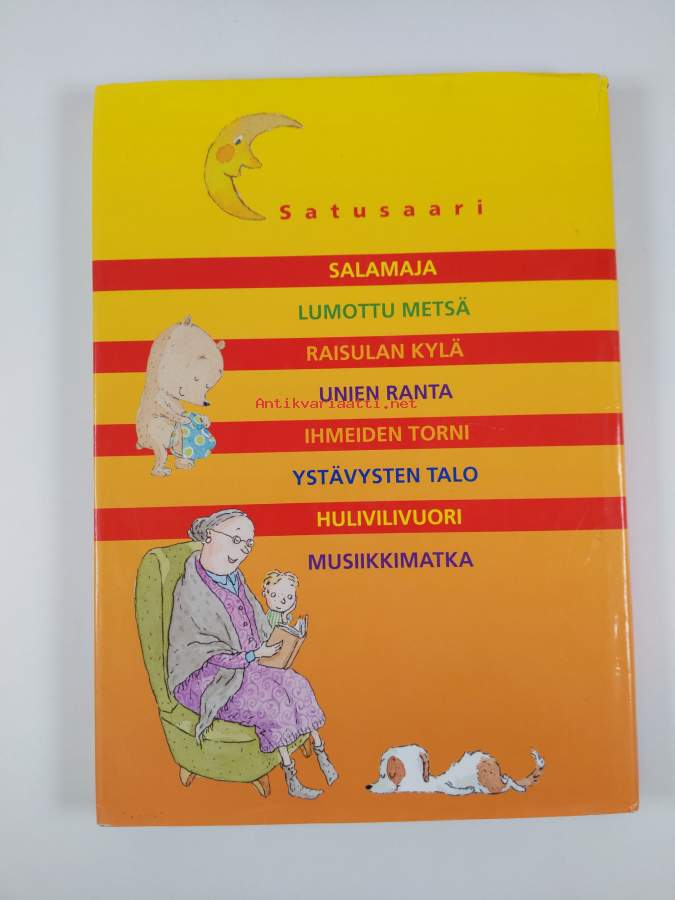 Satusaari
SALAMAJA
LUMOTTU METSÄ
RAISULAN KYLÄ
UNIEN RANTA
Antikvariaatti.net
IHMEIDEN TORNI
YSTÄVYSTEN TALO
HULIVILIVUORI
MUSIIKKIMATKA